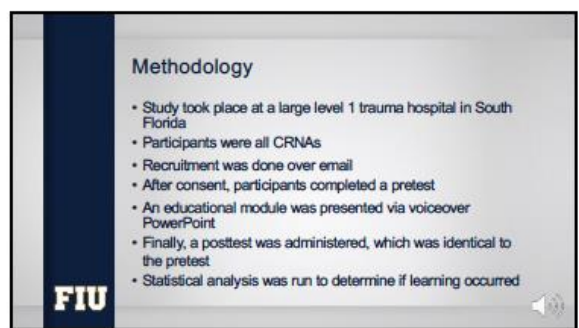 Methodology
• Study took place at a large level 1 trauma hospital in South
Florida
• Participants were all CRNAs
• Recruitment was done over email
• After consent, participants completed a pretest
• An educational module was presented via voiceover
PowerPoint
• Finally, a posttest was administered, which was identical to
the pretest
• Statistical analysis was run to determine if learning occurred
FIU